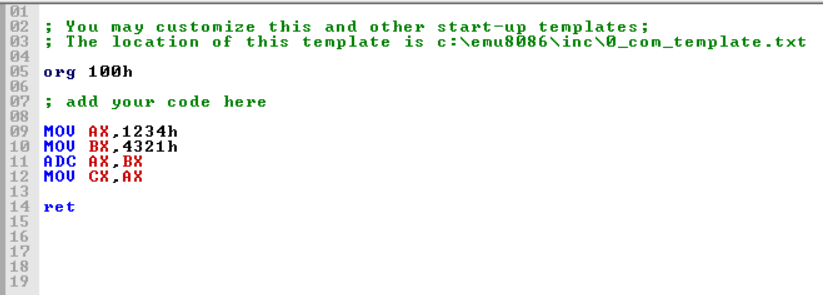 01
02 ; You may customize this and other start-up templates;
03 ; The location of this template is c:\emu8086\inc\0_com_template.txt
04
05 org 100h
06
07 ; add your code here
08
09 MOV AX,1234h
10 MOV BX,4321h
11 ADC AX,BX
12 MOV CX,AX
13
14 ret
15
16
17
18
19